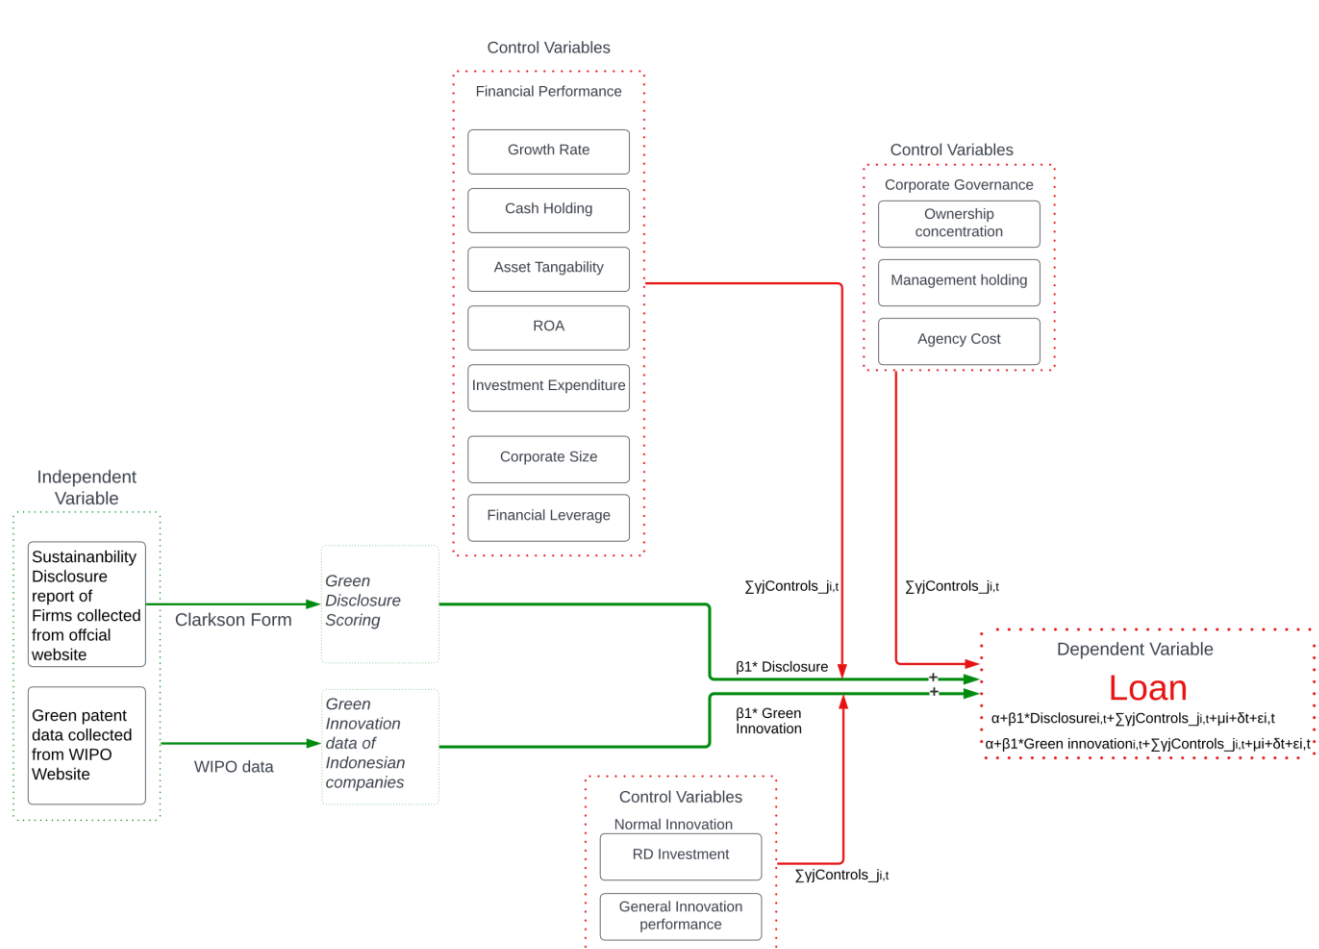 Control Variables
Financial Performance
Growth Rate
Cash Holding
Asset Tangability
ROA
Investment Expenditure
Corporate Size
Financial Leverage
Control Variables
Corporate Governance
Ownership
concentration
Management holding
Agency Cost
Independent
Variable
Sustainanbility
Disclosure
report of
Firms collected
from offcial
website
Green patent
data collected
from WIPO
Website
Clarkson Form
WIPO data
Green
Disclosure
Scoring
Green
Innovation
data of
Indonesian
companies
∑γjControls_ji,t
∑γjControls_ji,t
β1* Disclosure
β1* Green
Innovation
+
+
Dependent Variable
Loan
α+β1*Disclosurei,t+∑γjControls_ji,t+μi+δt+εi,t
α+β1*Green innovationi,t+∑γjControls_ji,t+μi+δt+εi,t
Control Variables
Normal Innovation
RD Investment
General Innovation
performance
∑γjControls_ji,t